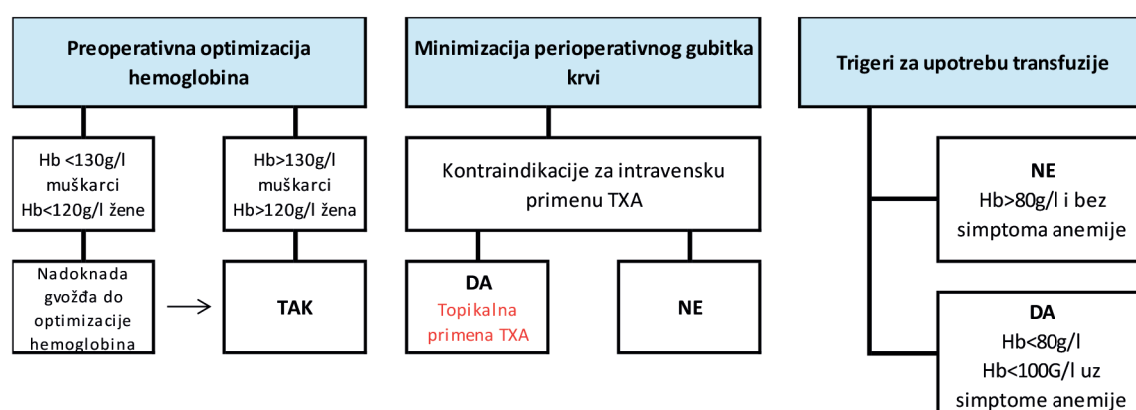 Preoperativna optimizacija
hemoglobina
Hb <130g/l
muškarci
Hb<120g/l žene
Hb>130g/l
muškarci
Hb>120g/l žena
Nadoknada
gvožđa do
optimizacije
hemoglobina
TAK
Minimizacija perioperativnog gubitka
krvi
Kontraindikacije za intravensku
primenu TXA
DA
Topikalna
primena TXA
NE
Trigeri za upotrebu transfuzije
NE
Hb>80g/l i bez
simptoma anemije
DA
Hb<80g/l
Hb<100G/l uz
simptome anemije